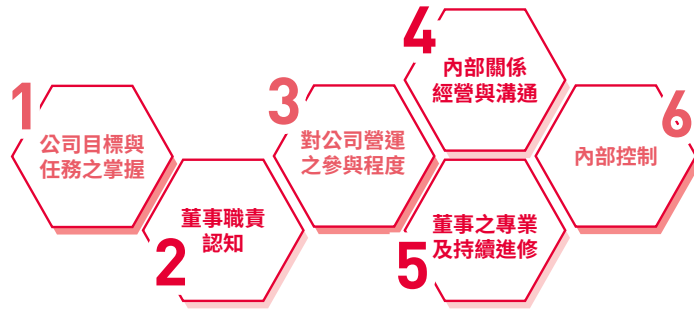 1
公司目標與
任務之掌握
2
董事職責
認知
3
對公司營運
之參與程度
4
內部關係
經營與溝通
5
董事之專業
及持續進修
6
內部控制